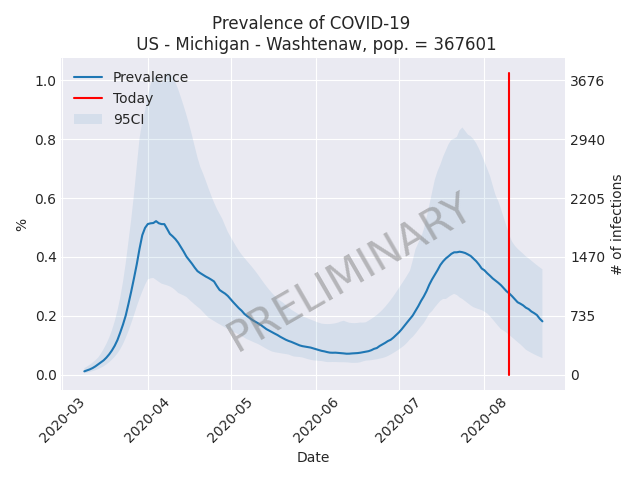 Prevalence of COVID-19
US - Michigan - Washtenaw, pop. = 367601
Prevalence
Today
95CI
PRELIMINARY
1.0
0.8
0.6
0.4
0.2
0.0
%
3676
2940
2205
1470
735
0
# of infections
2020-03
2020-04
2020-05
2020-06
2020-07
2020-08
Date